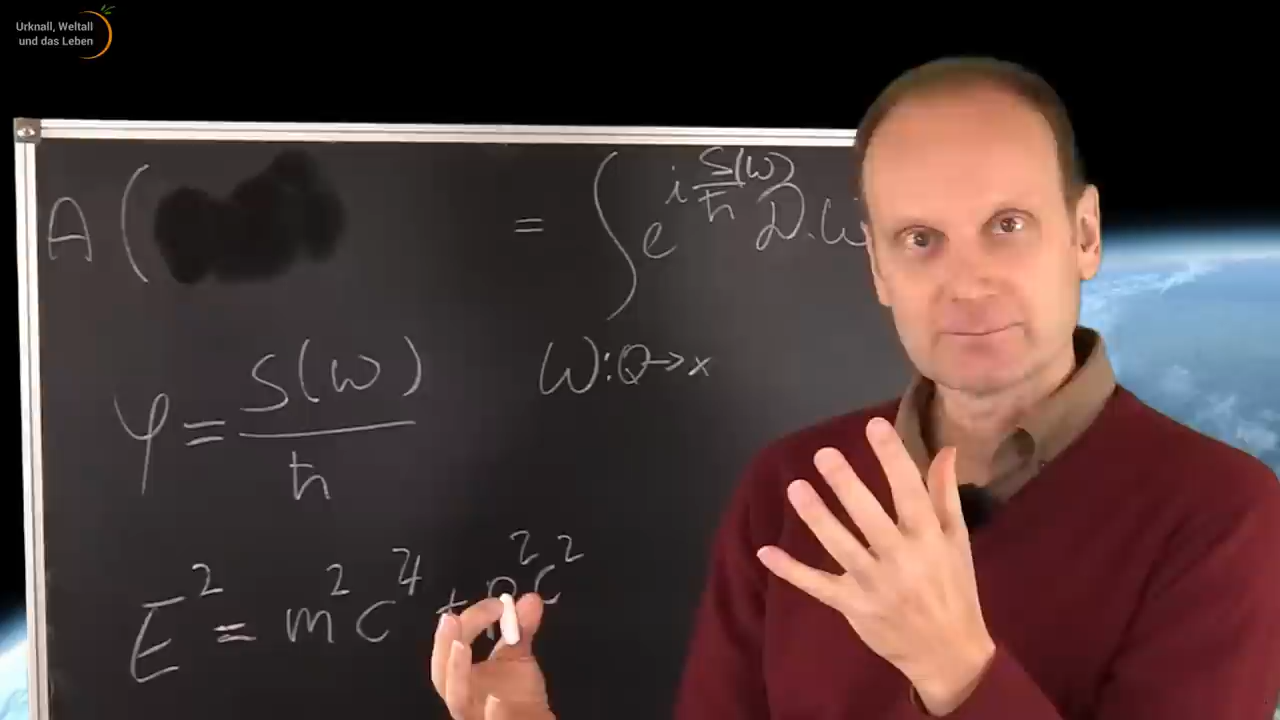 Urknall, Weltall
und das Leben
A( = ∫ e^{i S(W)/ħ} D.W
φ = S(W)/ħ
W: Q → x
E² = m²c⁴ + p²c²